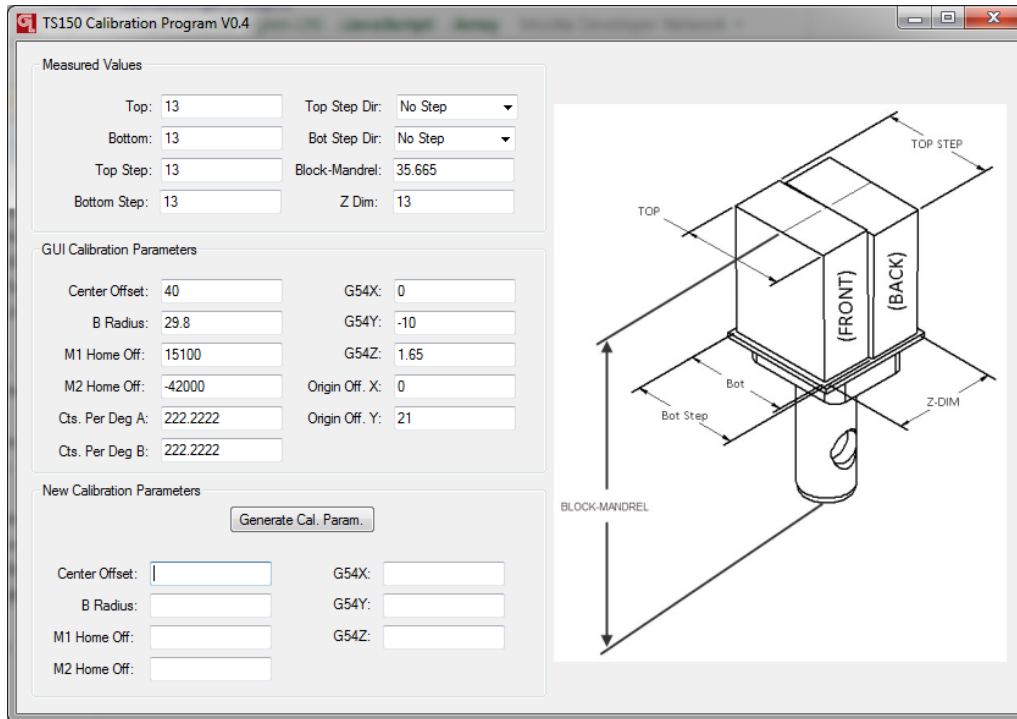 TS150 Calibration Program V0.4
Measured Values
Top: 13 Top Step Dir: No Step
Bottom: 13 Bot Step Dir: No Step
Top Step: 13 Block-Mandrel: 35.665
Bottom Step: 13 Z Dim: 13
GUI Calibration Parameters
Center Offset: 40 G54X: 0
B Radius: 29.8 G54Y: -10
M1 Home Off: 15100 G54Z: 1.65
M2 Home Off: -42000 Origin Off. X: 0
Cts. Per Deg A: 222.2222 Origin Off. Y: 21
Cts. Per Deg B: 222.2222
New Calibration Parameters
Generate Cal. Param.
Center Offset: G54X:
B Radius: G54Y:
M1 Home Off: G54Z:
M2 Home Off:
TOP STEP
TOP
(FRONT)
(BACK)
Bot
Bot Step
Z-DIM
BLOCK-MANDREL